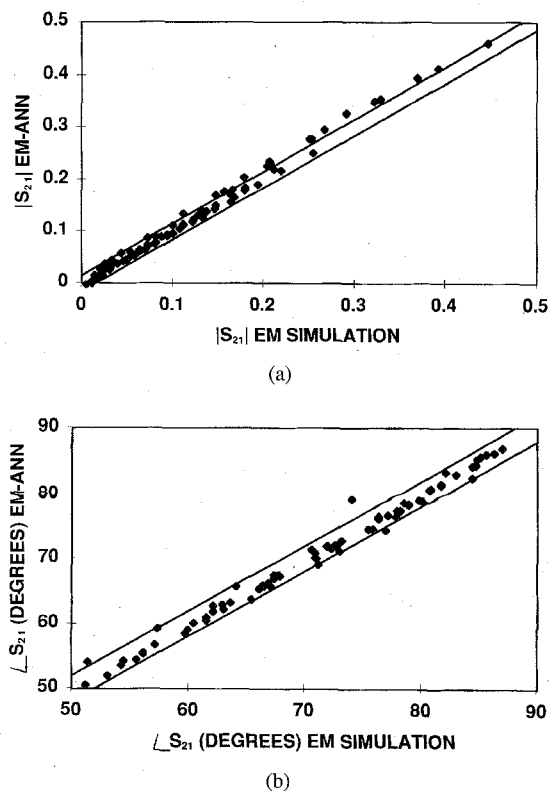 0.5
0.4
0.3
0.2
0.1
0
|S21| EM-ANN
0 0.1 0.2 0.3 0.4 0.5
|S21| EM SIMULATION
(a)
90
80
70
60
50
∠S21 (DEGREES) EM-ANN
50 60 70 80 90
∠S21 (DEGREES) EM SIMULATION
(b)